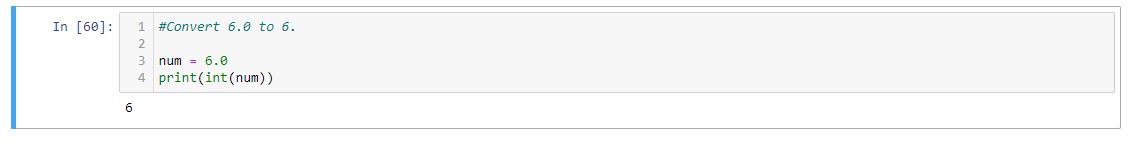 In [60]: 1 #Convert 6.0 to 6.
2
3 num = 6.0
4 print(int(num))
6